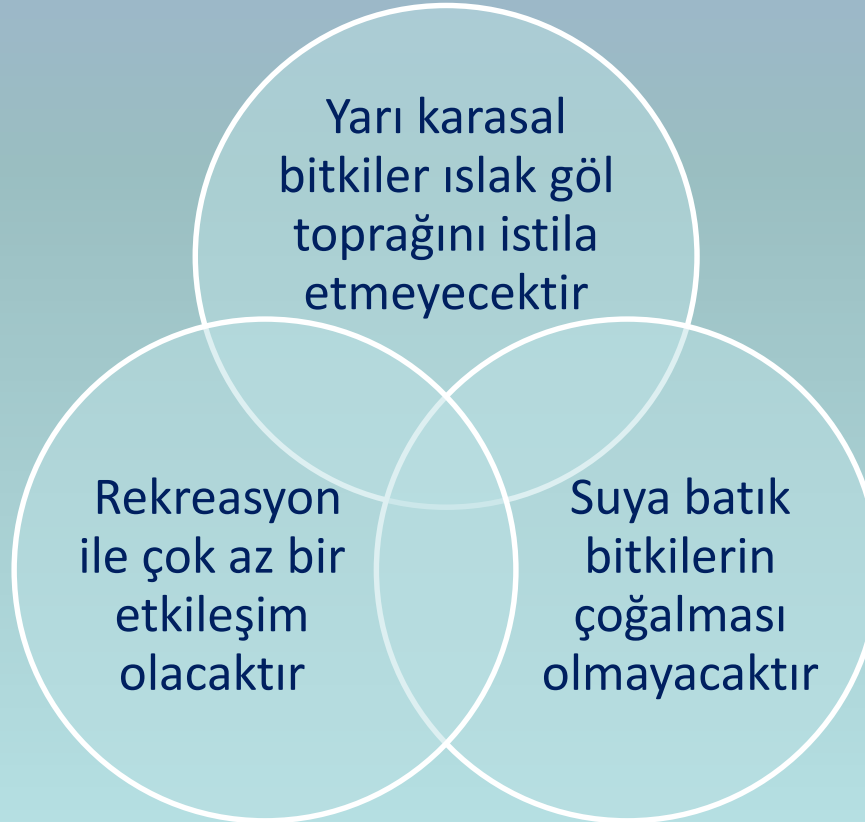 Yarı karasal
bitkiler ıslak göl
toprağını istila
etmeyecektir
Rekreasyon
ile çok az bir
etkileşim
olacaktır
Suya batık
bitkilerin
çoğalması
olmayacaktır